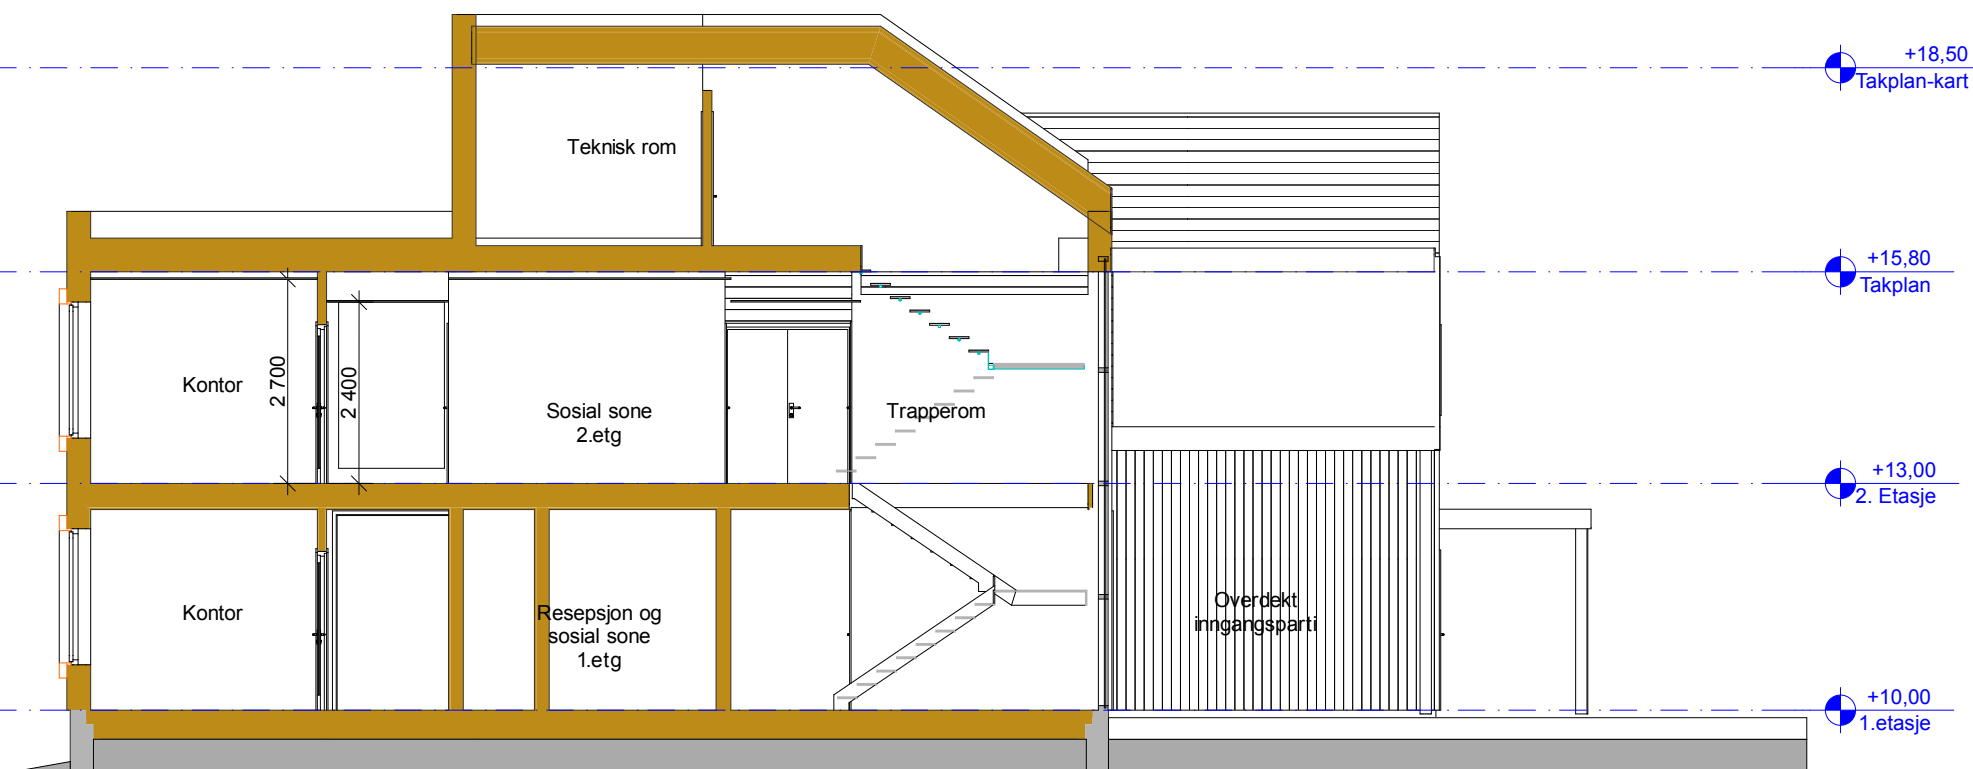 +18,50
Takplan-kart
Teknisk rom
+15,80
Takplan
2 700
2 400
Kontor
Sosial sone
2.etg
Trapperom
+13,00
2. Etasje
Kontor
Resepsjon og
sosial sone
1.etg
Overdekt
inngangsparti
+10,00
1.etasje